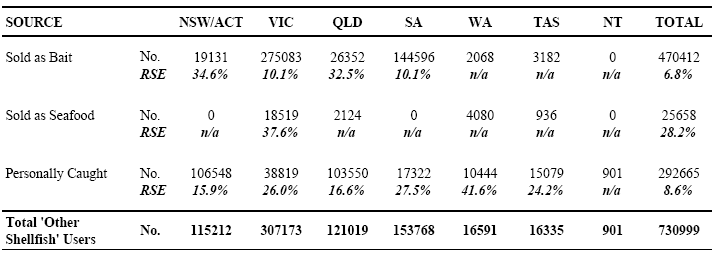 SOURCE NSW/ACT VIC QLD SA WA TAS NT TOTAL
Sold as Bait No. 19131 275083 26352 144596 2068 3182 0 470412
RSE 34.6% 10.1% 32.5% 10.1% n/a n/a n/a 6.8%
Sold as Seafood No. 0 18519 2124 0 4080 936 0 25658
RSE n/a 37.6% n/a n/a n/a n/a n/a 28.2%
Personally Caught No. 106548 38819 103550 17322 10444 15079 901 292665
RSE 15.9% 26.0% 16.6% 27.5% 41.6% 24.2% n/a 8.6%
Total 'Other
Shellfish' Users No. 115212 307173 121019 153768 16591 16335 901 730999